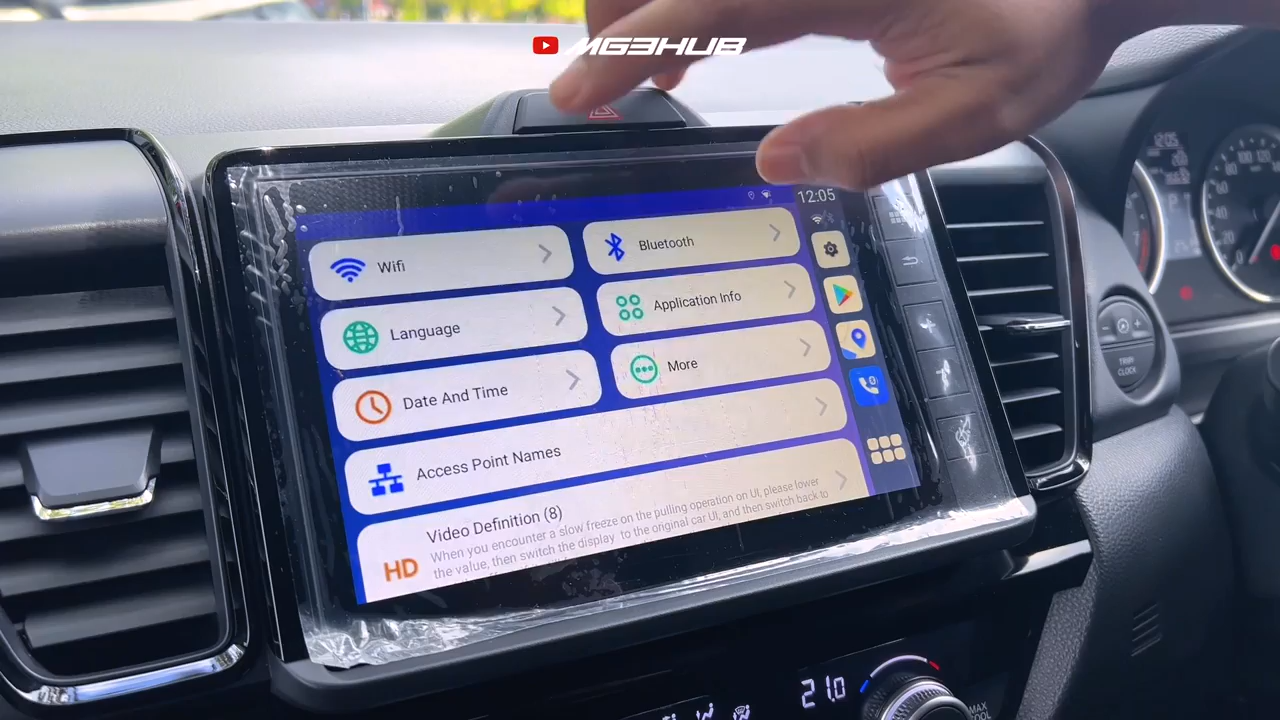 MG3HUB
12:05
Wifi
Bluetooth
Language
Application Info
Date And Time
More
Access Point Names
Video Definition (8)
When you encounter a slow freeze on the pulling operation on UI, please lower
the value, then switch the display to the original car UI, and then switch back to
HD
TRIP/
CLOCK
21.0
MAX
COOL